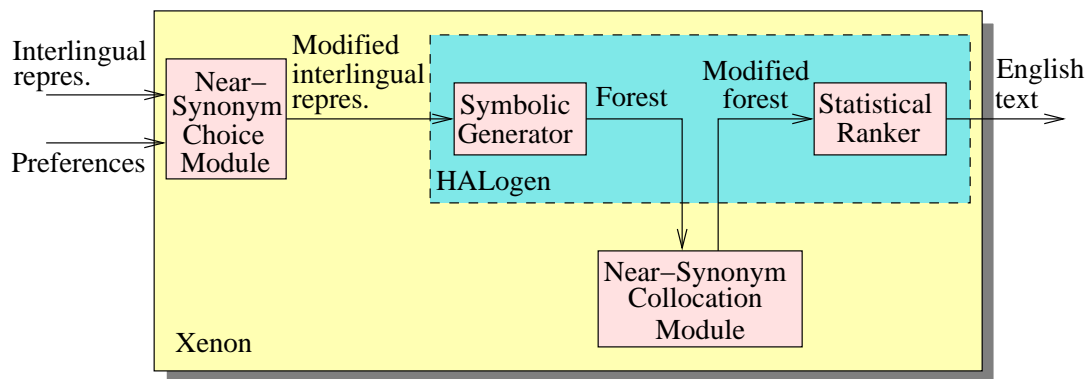 Interlingual
repres.
Preferences
Near–
Synonym
Choice
Module
Modified
interlingual
repres.
Symbolic
Generator
HALogen
Forest
Modified
forest
Statistical
Ranker
English
text
Near–Synonym
Collocation
Module
Xenon